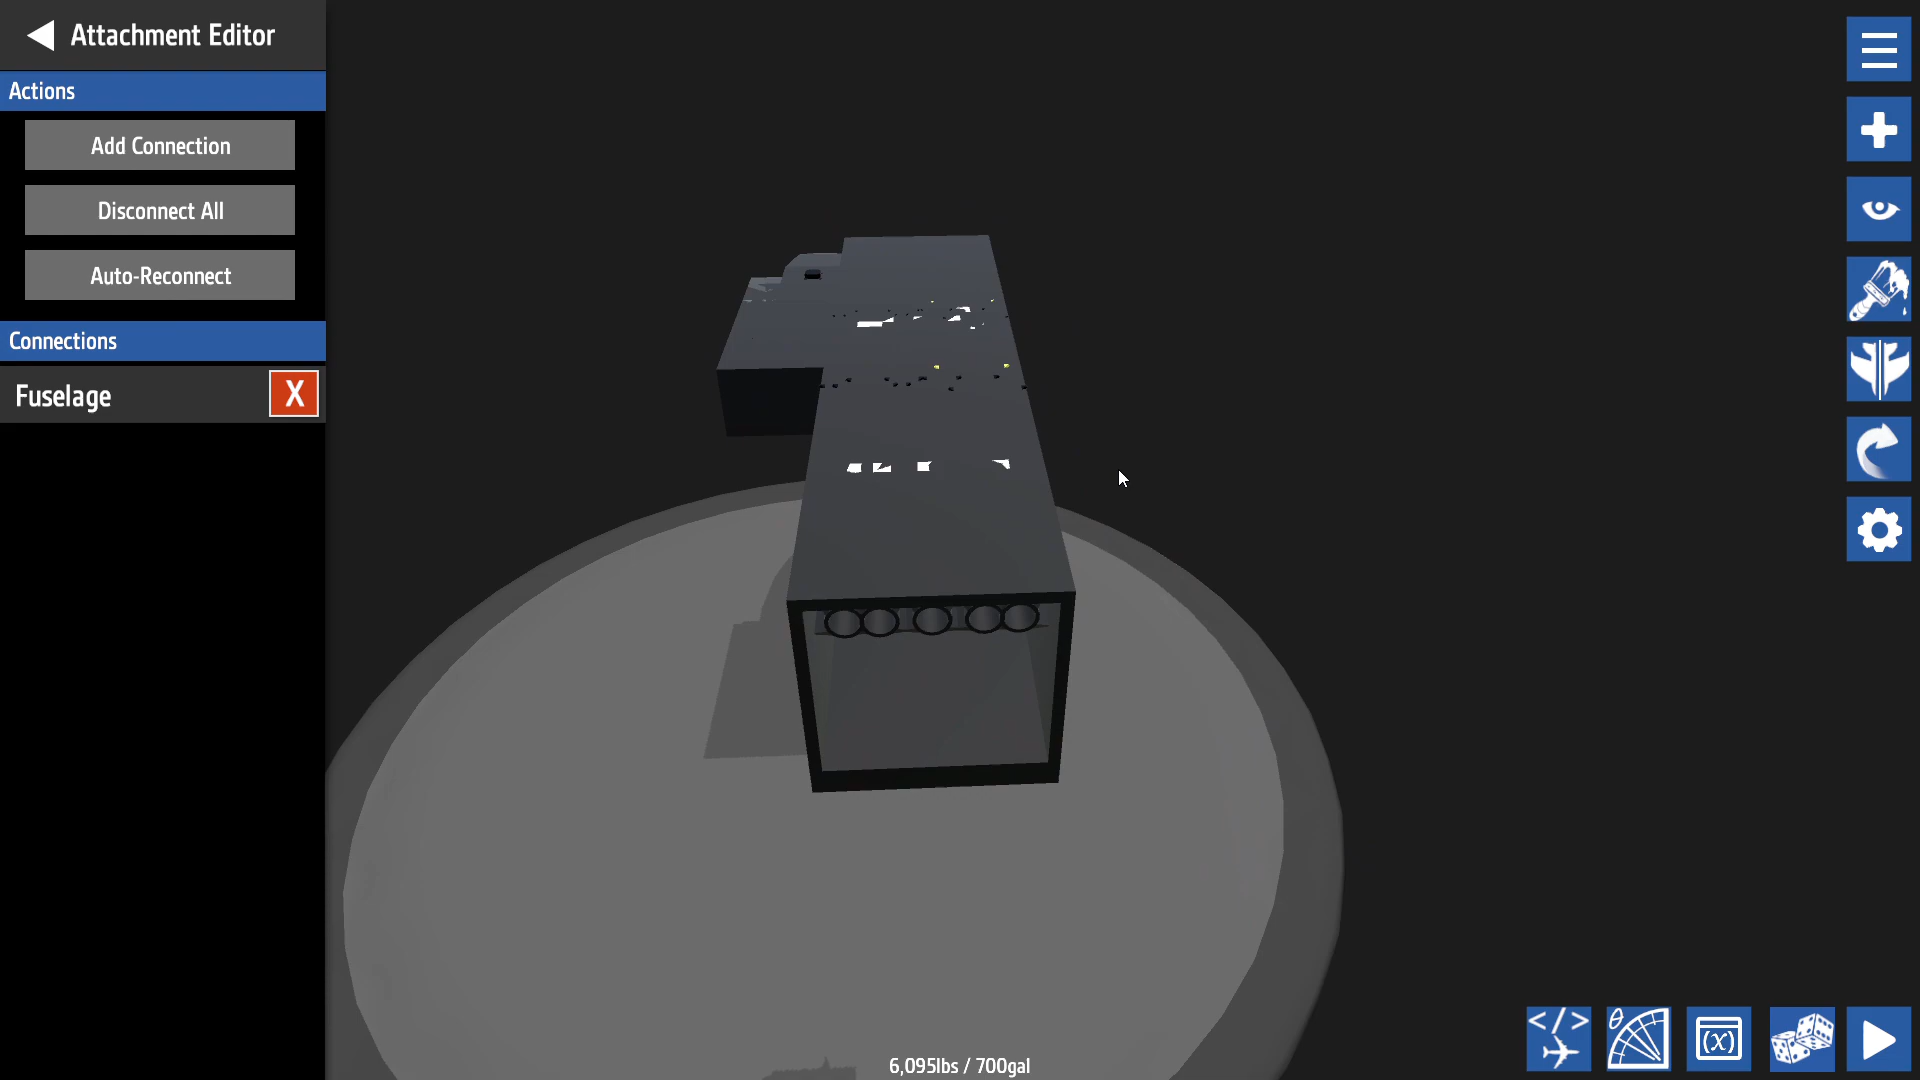 Attachment Editor
Actions
Add Connection
Disconnect All
Auto-Reconnect
Connections
Fuselage X
</>
θ
(x)
6,095lbs / 700gal